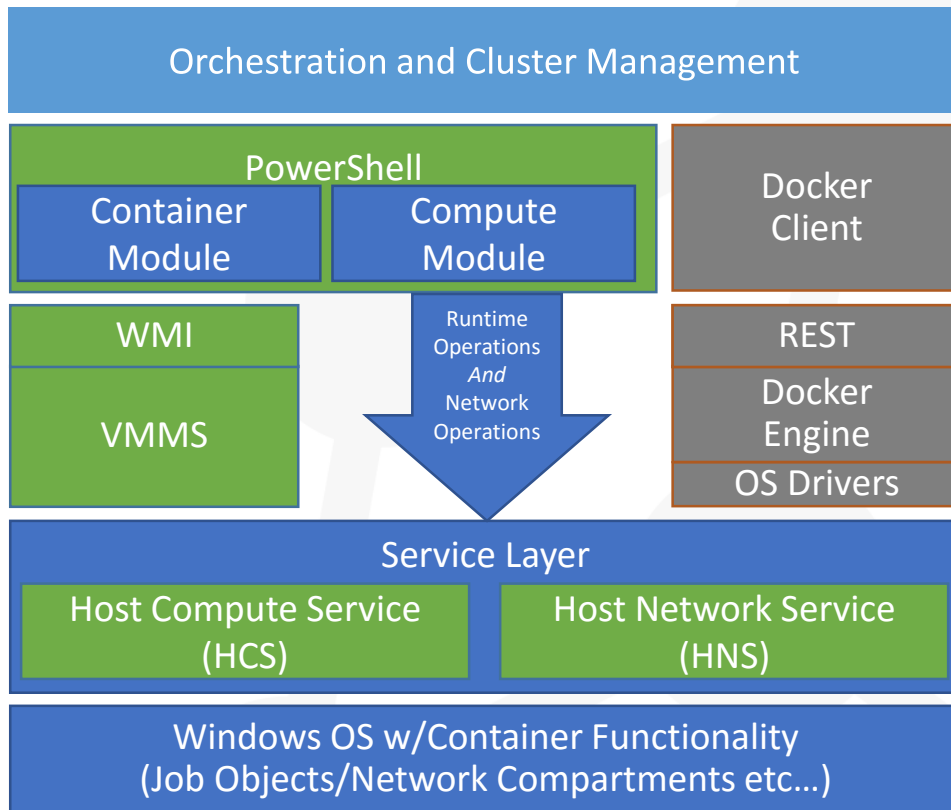 Orchestration and Cluster Management
PowerShell
Container
Module
Compute
Module
Docker
Client
WMI
VMMS
Runtime
Operations
And
Network
Operations
REST
Docker
Engine
OS Drivers
Service Layer
Host Compute Service
(HCS)
Host Network Service
(HNS)
Windows OS w/Container Functionality
(Job Objects/Network Compartments etc...)